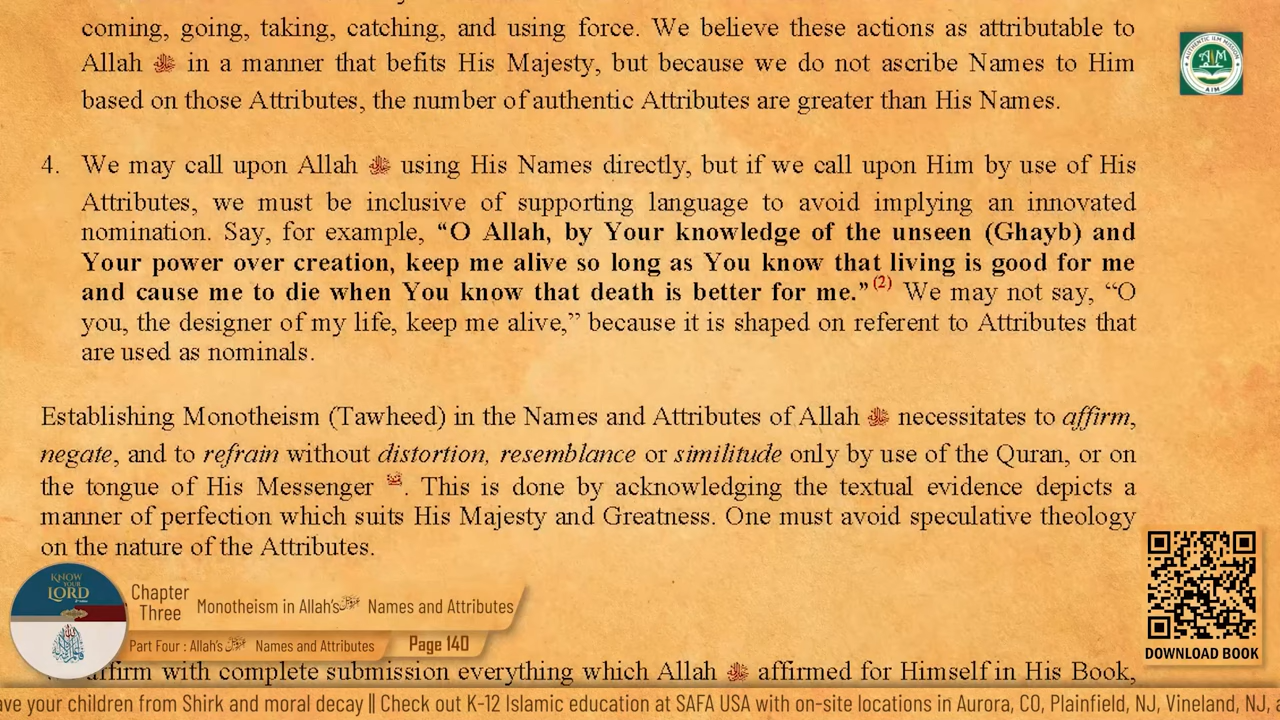 coming, going, taking, catching, and using force. We believe these actions as attributable to
Allah ﷻ in a manner that befits His Majesty, but because we do not ascribe Names to Him
based on those Attributes, the number of authentic Attributes are greater than His Names.
4. We may call upon Allah ﷻ using His Names directly, but if we call upon Him by use of His
Attributes, we must be inclusive of supporting language to avoid implying an innovated
nomination. Say, for example, “O Allah, by Your knowledge of the unseen (Ghayb) and
Your power over creation, keep me alive so long as You know that living is good for me
and cause me to die when You know that death is better for me.” (2) We may not say, “O
you, the designer of my life, keep me alive,” because it is shaped on referent to Attributes that
are used as nominals.
Establishing Monotheism (Tawheed) in the Names and Attributes of Allah ﷻ necessitates to affirm,
negate, and to refrain without distortion, resemblance or similitude only by use of the Quran, or on
the tongue of His Messenger ﷺ. This is done by acknowledging the textual evidence depicts a
manner of perfection which suits His Majesty and Greatness. One must avoid speculative theology
on the nature of the Attributes.
KNOW
YOUR
LORD
Chapter
Three
Monotheism in Allah's ﷻ Names and Attributes
Part Four : Allah's ﷻ Names and Attributes
Page 140
DOWNLOAD BOOK
AIM
affirm with complete submission everything which Allah ﷻ affirmed for Himself in His Book,
ave your children from Shirk and moral decay || Check out K-12 Islamic education at SAFA USA with on-site locations in Aurora, CO, Plainfield, NJ, Vineland, NJ,